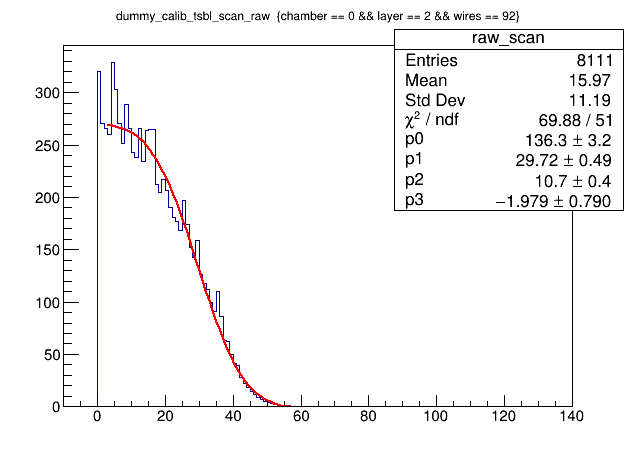 dummy_calib_tsbl_scan_raw {chamber == 0 && layer == 2 && wires == 92}
raw_scan
Entries 8111
Mean 15.97
Std Dev 11.19
χ² / ndf 69.88 / 51
p0 136.3 ± 3.2
p1 29.72 ± 0.49
p2 10.7 ± 0.4
p3 −1.979 ± 0.790
300
250
200
150
100
50
0
0 20 40 60 80 100 120 140